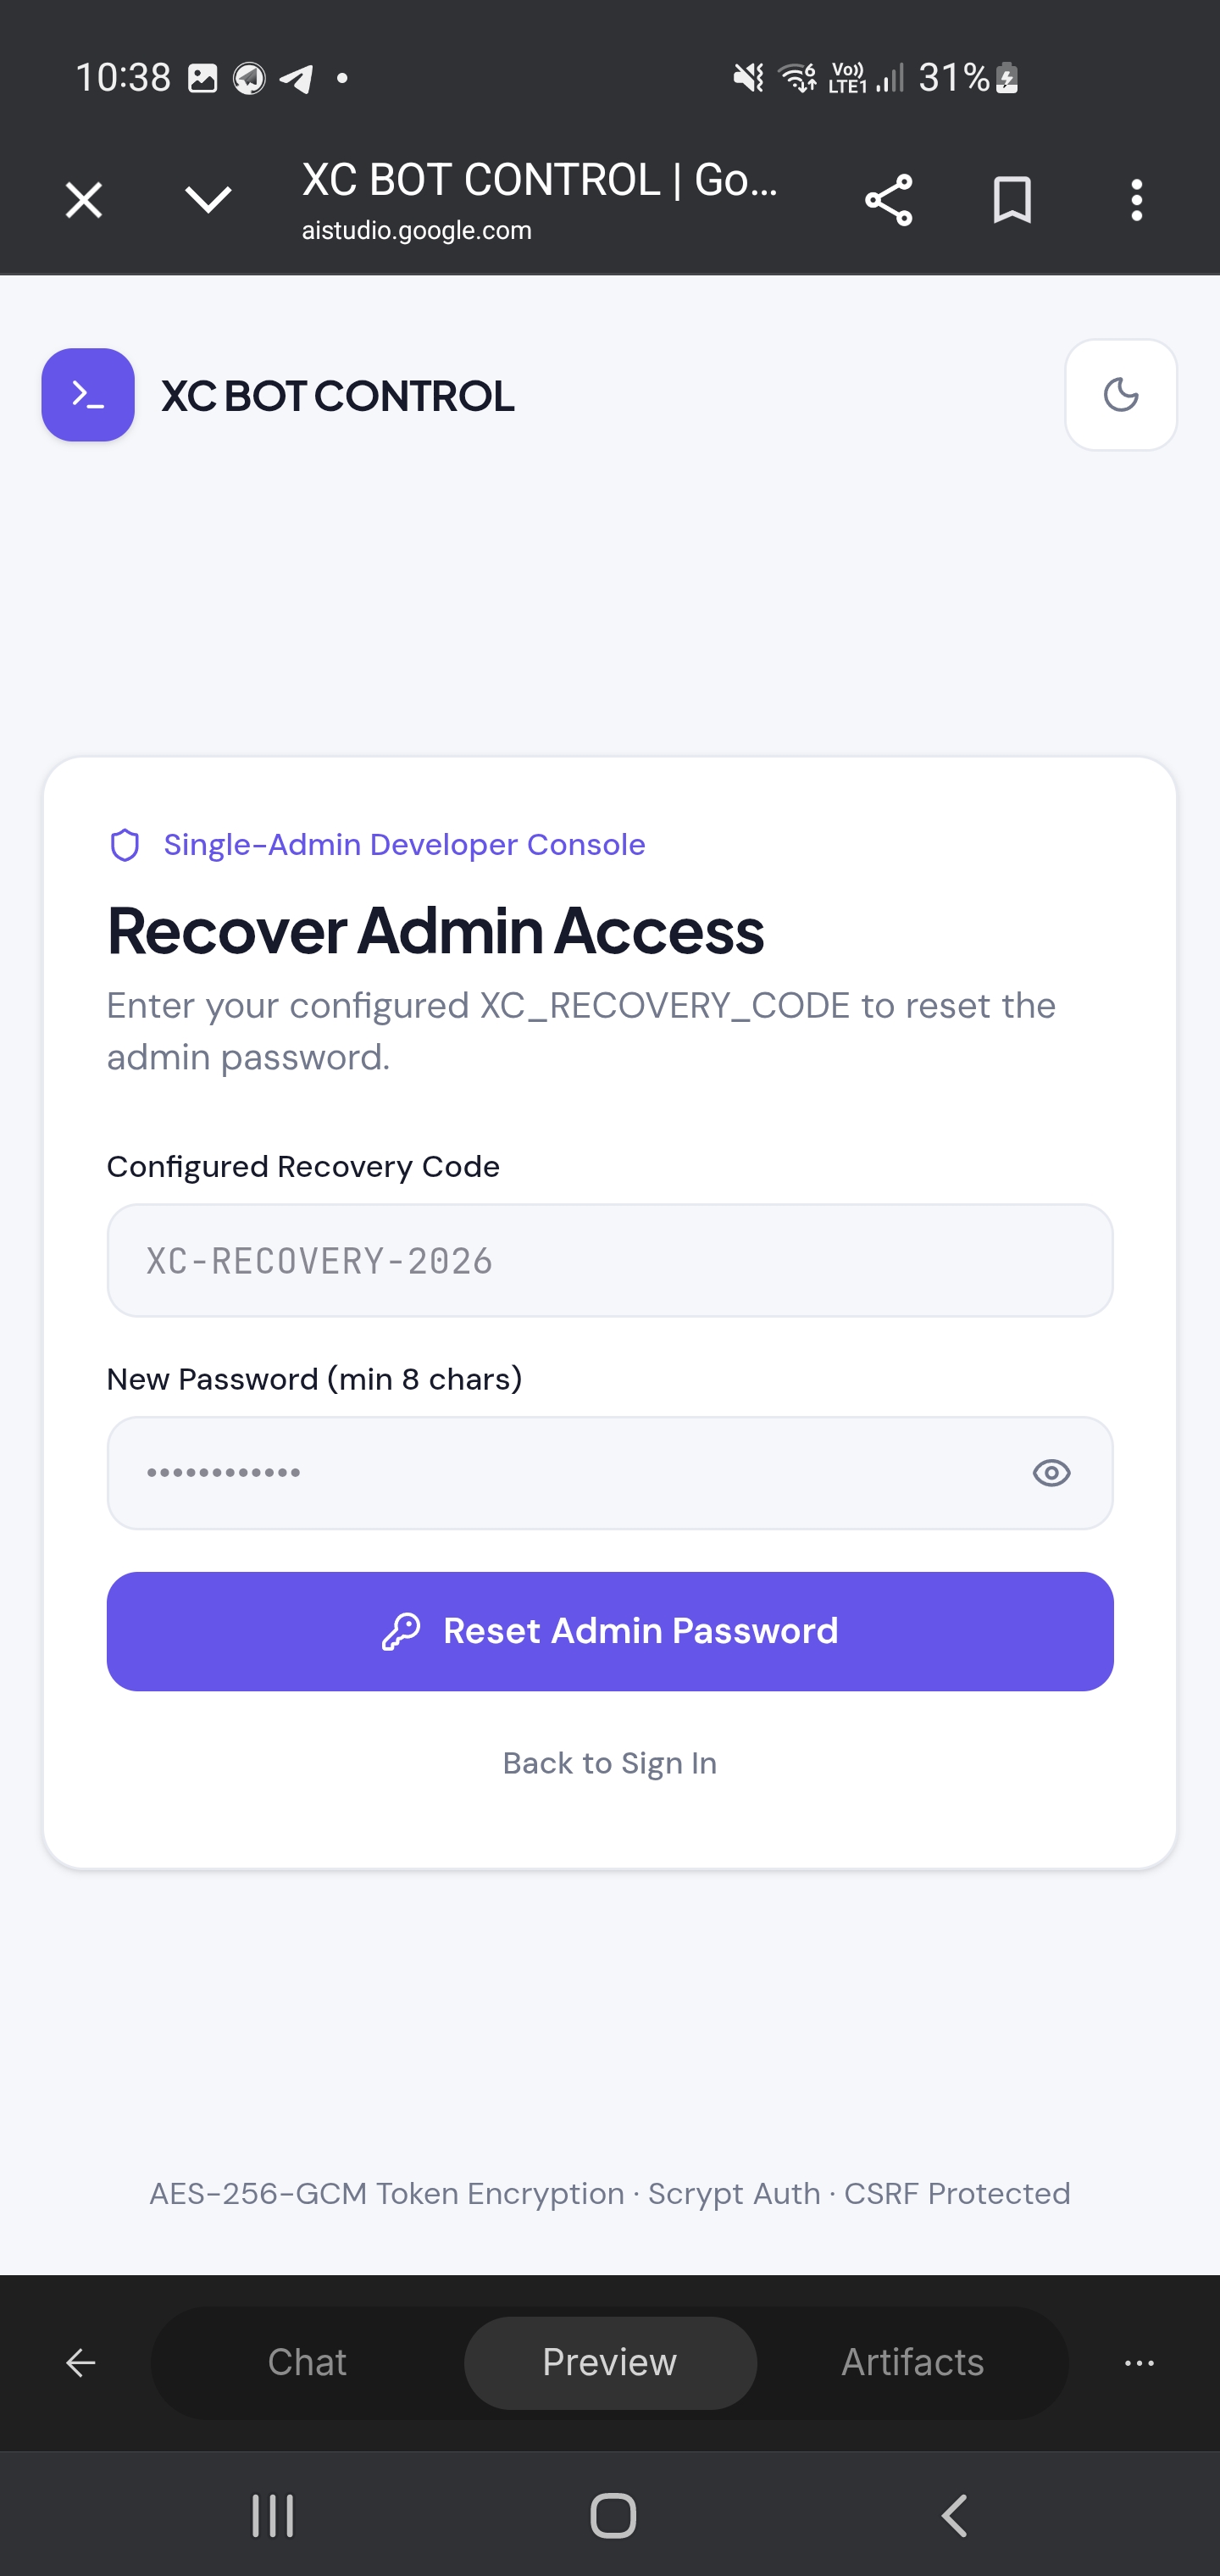 10:38
Vo)) LTE1 31%
XC BOT CONTROL | Go...
aistudio.google.com
XC BOT CONTROL
Single-Admin Developer Console
Recover Admin Access
Enter your configured XC_RECOVERY_CODE to reset the
admin password.
Configured Recovery Code
XC-RECOVERY-2026
New Password (min 8 chars)
••••••••••••
Reset Admin Password
Back to Sign In
AES-256-GCM Token Encryption · Scrypt Auth · CSRF Protected
Chat Preview Artifacts